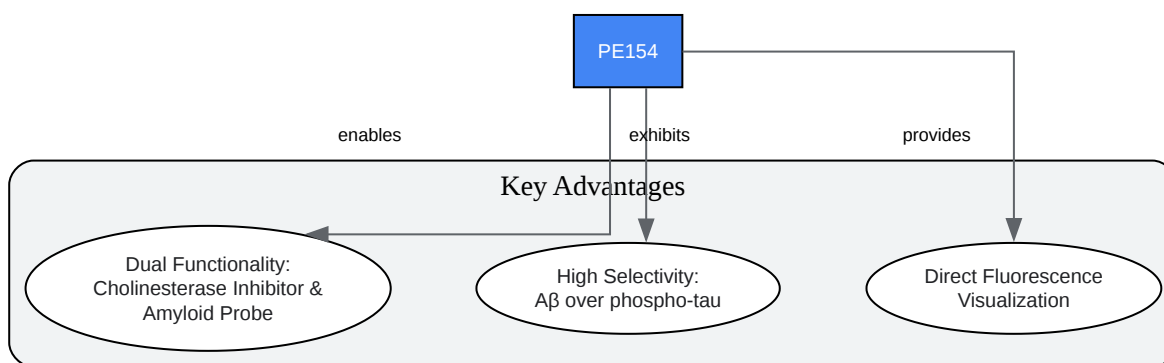 PE154
enables
exhibits
provides
Key Advantages
Dual Functionality:
Cholinesterase Inhibitor &
Amyloid Probe
High Selectivity:
Aβ over phospho-tau
Direct Fluorescence
Visualization